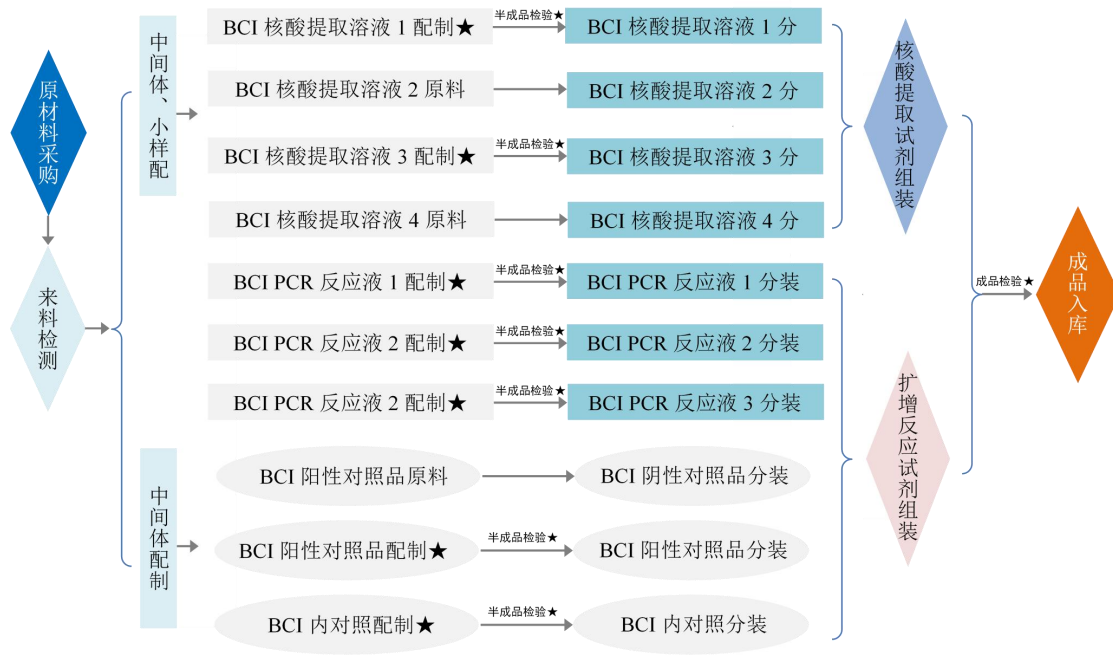 原材料采购
来料检测
中间体、小样配
BCI 核酸提取溶液 1 配制★
半成品检验★
BCI 核酸提取溶液 1 分
BCI 核酸提取溶液 2 原料
BCI 核酸提取溶液 2 分
BCI 核酸提取溶液 3 配制★
半成品检验★
BCI 核酸提取溶液 3 分
BCI 核酸提取溶液 4 原料
BCI 核酸提取溶液 4 分
BCI PCR 反应液 1 配制★
半成品检验★
BCI PCR 反应液 1 分装
BCI PCR 反应液 2 配制★
半成品检验★
BCI PCR 反应液 2 分装
BCI PCR 反应液 2 配制★
半成品检验★
BCI PCR 反应液 3 分装
中间体配制
BCI 阳性对照品原料
BCI 阴性对照品分装
BCI 阳性对照品配制★
半成品检验★
BCI 阳性对照品分装
BCI 内对照配制★
半成品检验★
BCI 内对照分装
核酸提取试剂组装
扩增反应试剂组装
成品检验★
成品入库